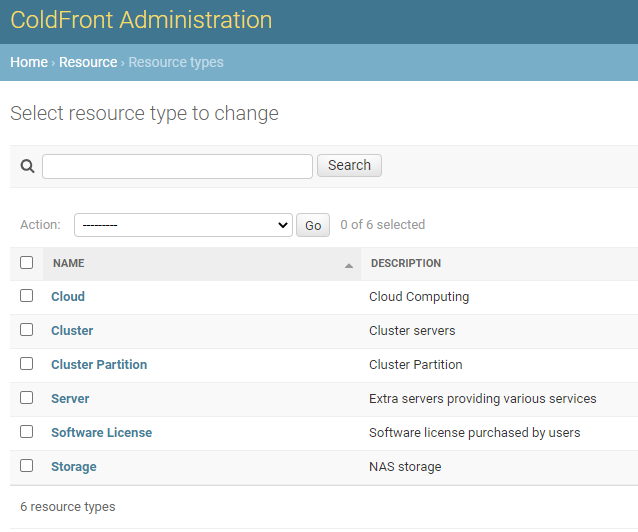 ColdFront Administration
Home › Resource › Resource types
Select resource type to change
Search
Action: --------- Go 0 of 6 selected
NAME DESCRIPTION
Cloud Cloud Computing
Cluster Cluster servers
Cluster Partition Cluster Partition
Server Extra servers providing various services
Software License Software license purchased by users
Storage NAS storage
6 resource types